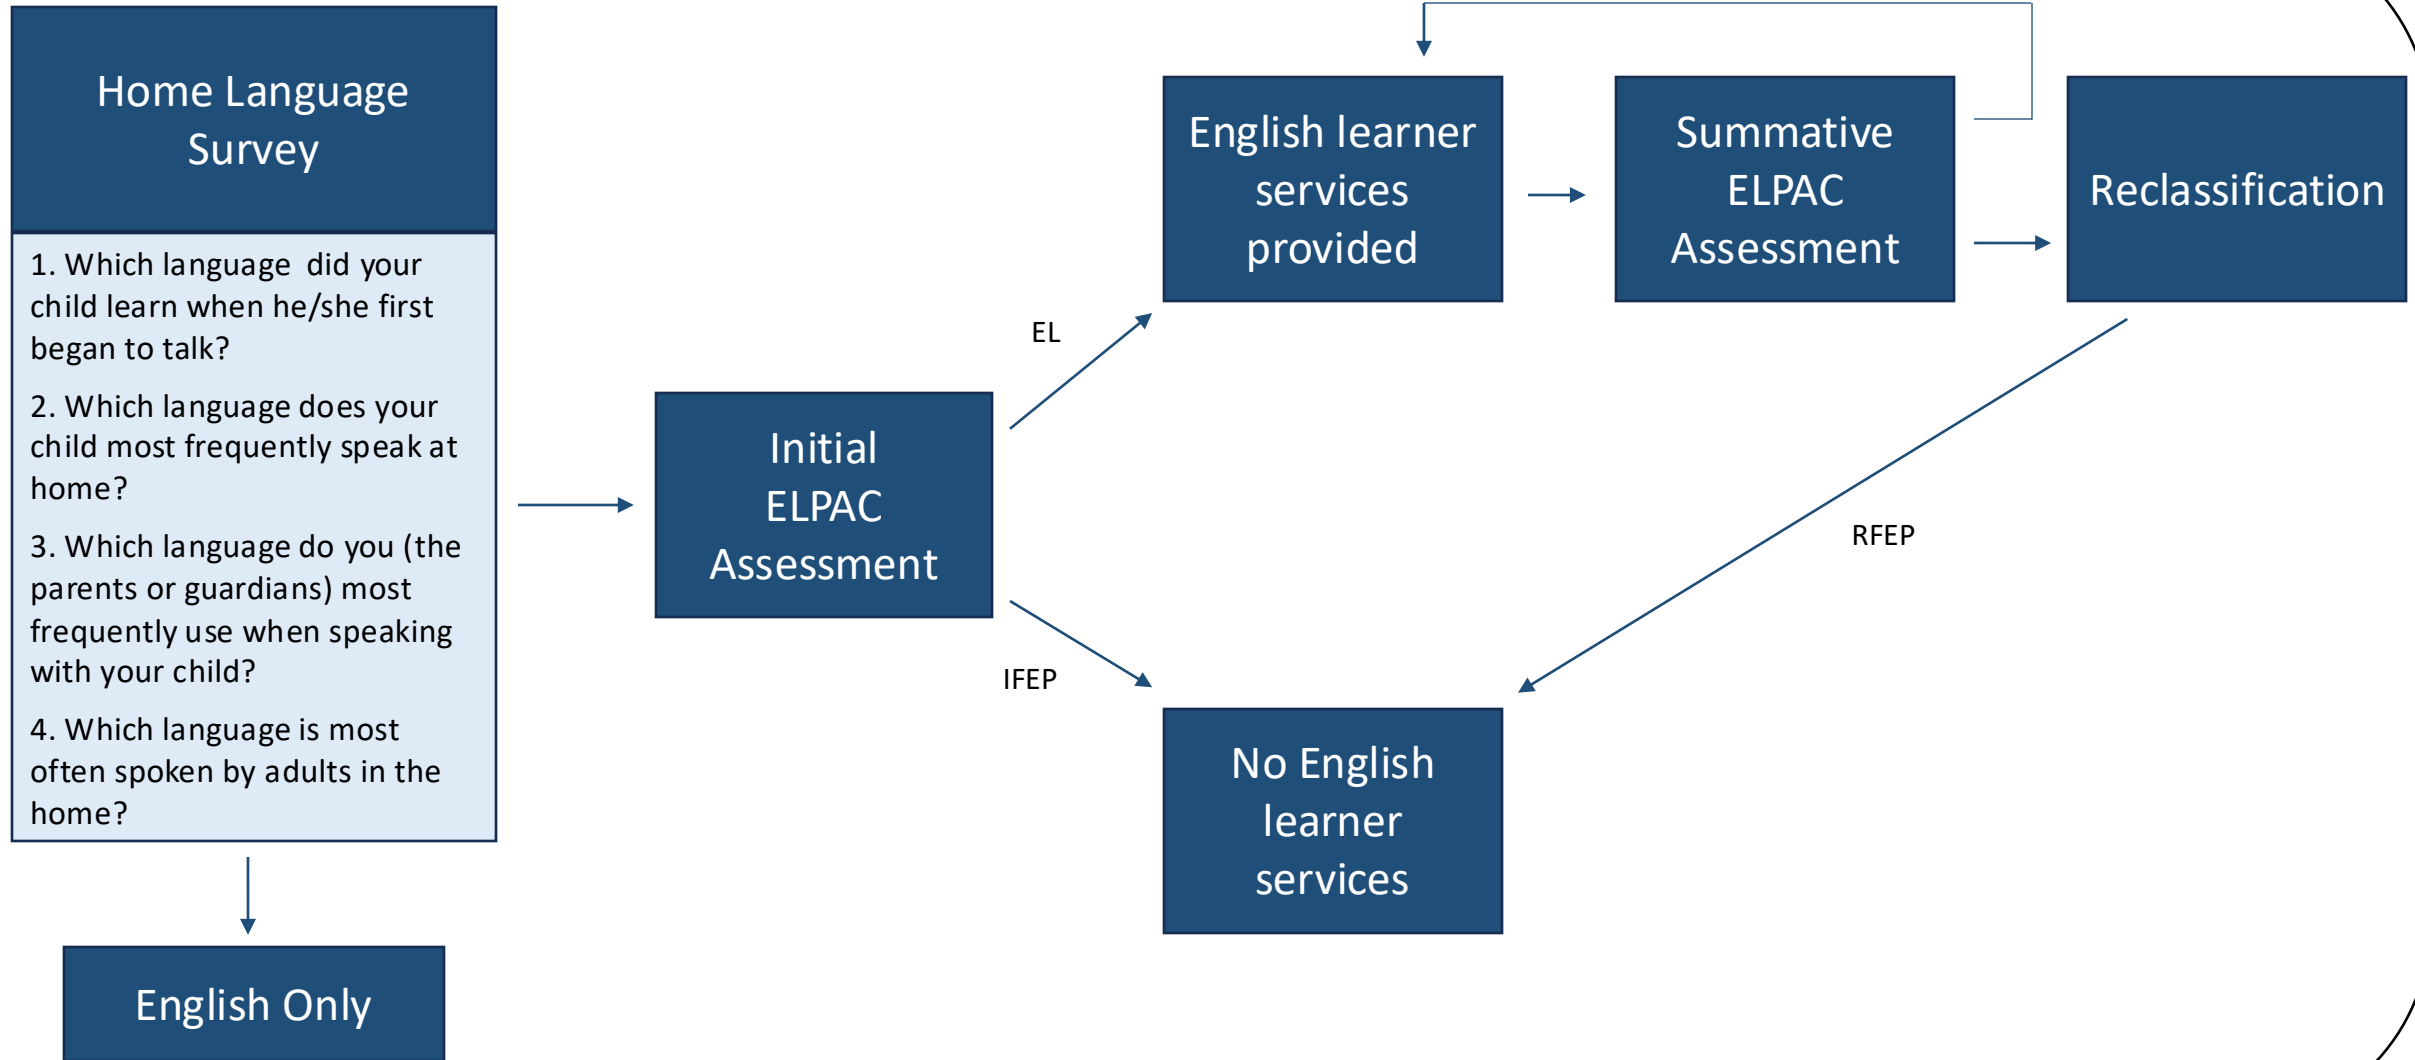 Home Language
Survey
1. Which language did your
child learn when he/she first
began to talk?
2. Which language does your
child most frequently speak at
home?
3. Which language do you (the
parents or guardians) most
frequently use when speaking
with your child?
4. Which language is most
often spoken by adults in the
home?
English Only
Initial
ELPAC
Assessment
EL
IFEP
English learner
services
provided
Summative
ELPAC
Assessment
Reclassification
RFEP
No English
learner
services